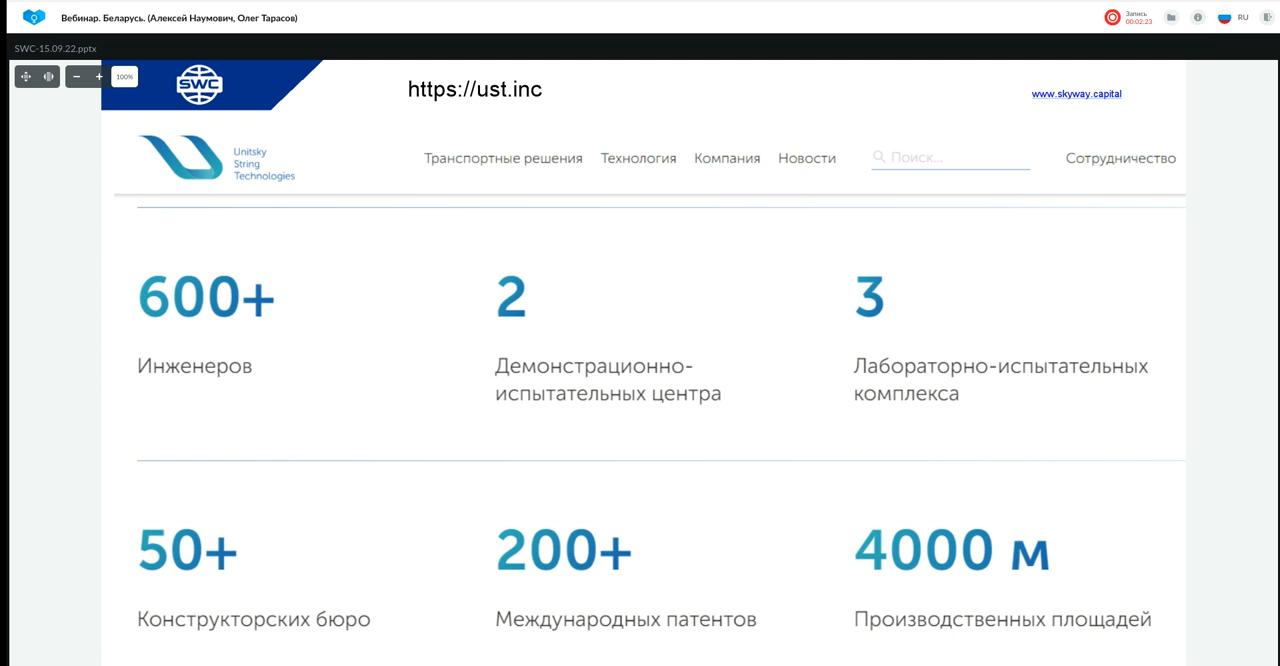 Вебинар. Беларусь. (Алексей Наумович, Олег Тарасов)
Запись
00:02:23
RU
SWC-15.09.22.pptx
100%
SWC
https://ust.inc
www.skyway.capital
Unitsky
String
Technologies
Транспортные решения Технология Компания Новости Поиск... Сотрудничество
600+ 2 3
Инженеров
Демонстрационно-
испытательных центра
Лабораторно-испытательных
комплекса
50+ 200+ 4000 м
Конструкторских бюро Международных патентов Производственных площадей